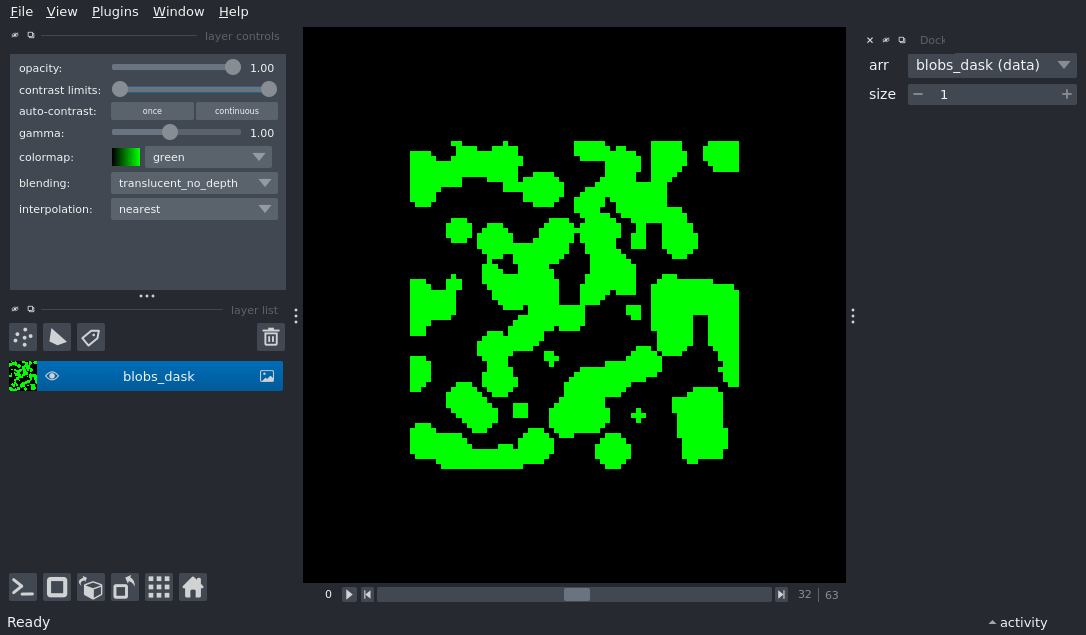 File View Plugins Window Help
layer controls
opacity: 1.00
contrast limits:
auto-contrast: once continuous
gamma: 1.00
colormap: green
blending: translucent_no_depth
interpolation: nearest
layer list
blobs_dask
0 32 63
Ready
Dock
arr blobs_dask (data)
size 1
activity